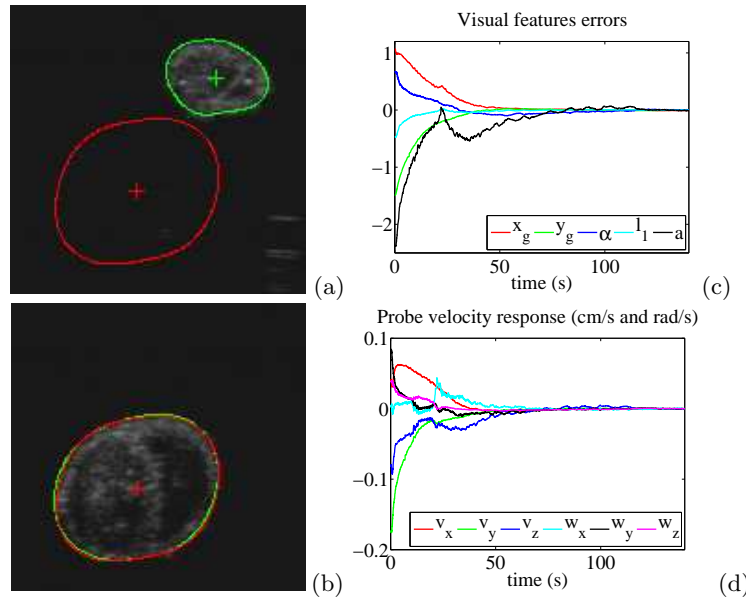 (a)
Visual features errors
1
0
−1
−2
x_g y_g α l_1 a
0 50 100
time (s)
(c)
(b)
Probe velocity response (cm/s and rad/s)
0.1
0
−0.1
−0.2
v_x v_y v_z w_x w_y w_z
0 50 100
time (s)
(d)